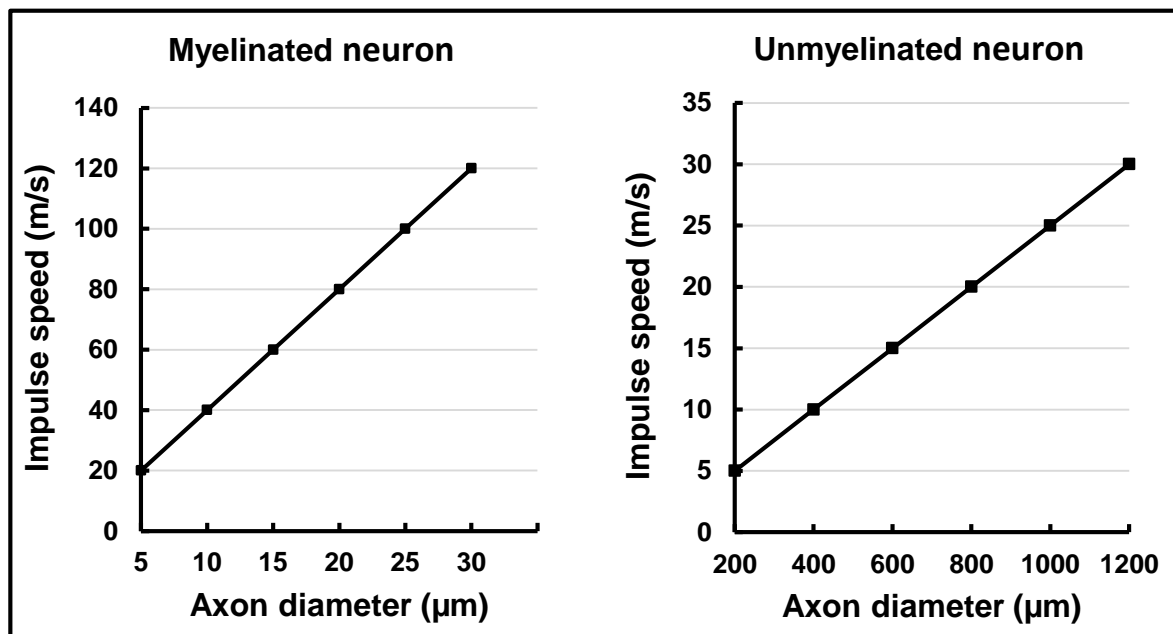 Myelinated neuron
Impulse speed (m/s)
140
120
100
80
60
40
20
0
5 10 15 20 25 30
Axon diameter (µm)
Unmyelinated neuron
Impulse speed (m/s)
35
30
25
20
15
10
5
0
200 400 600 800 1000 1200
Axon diameter (µm)